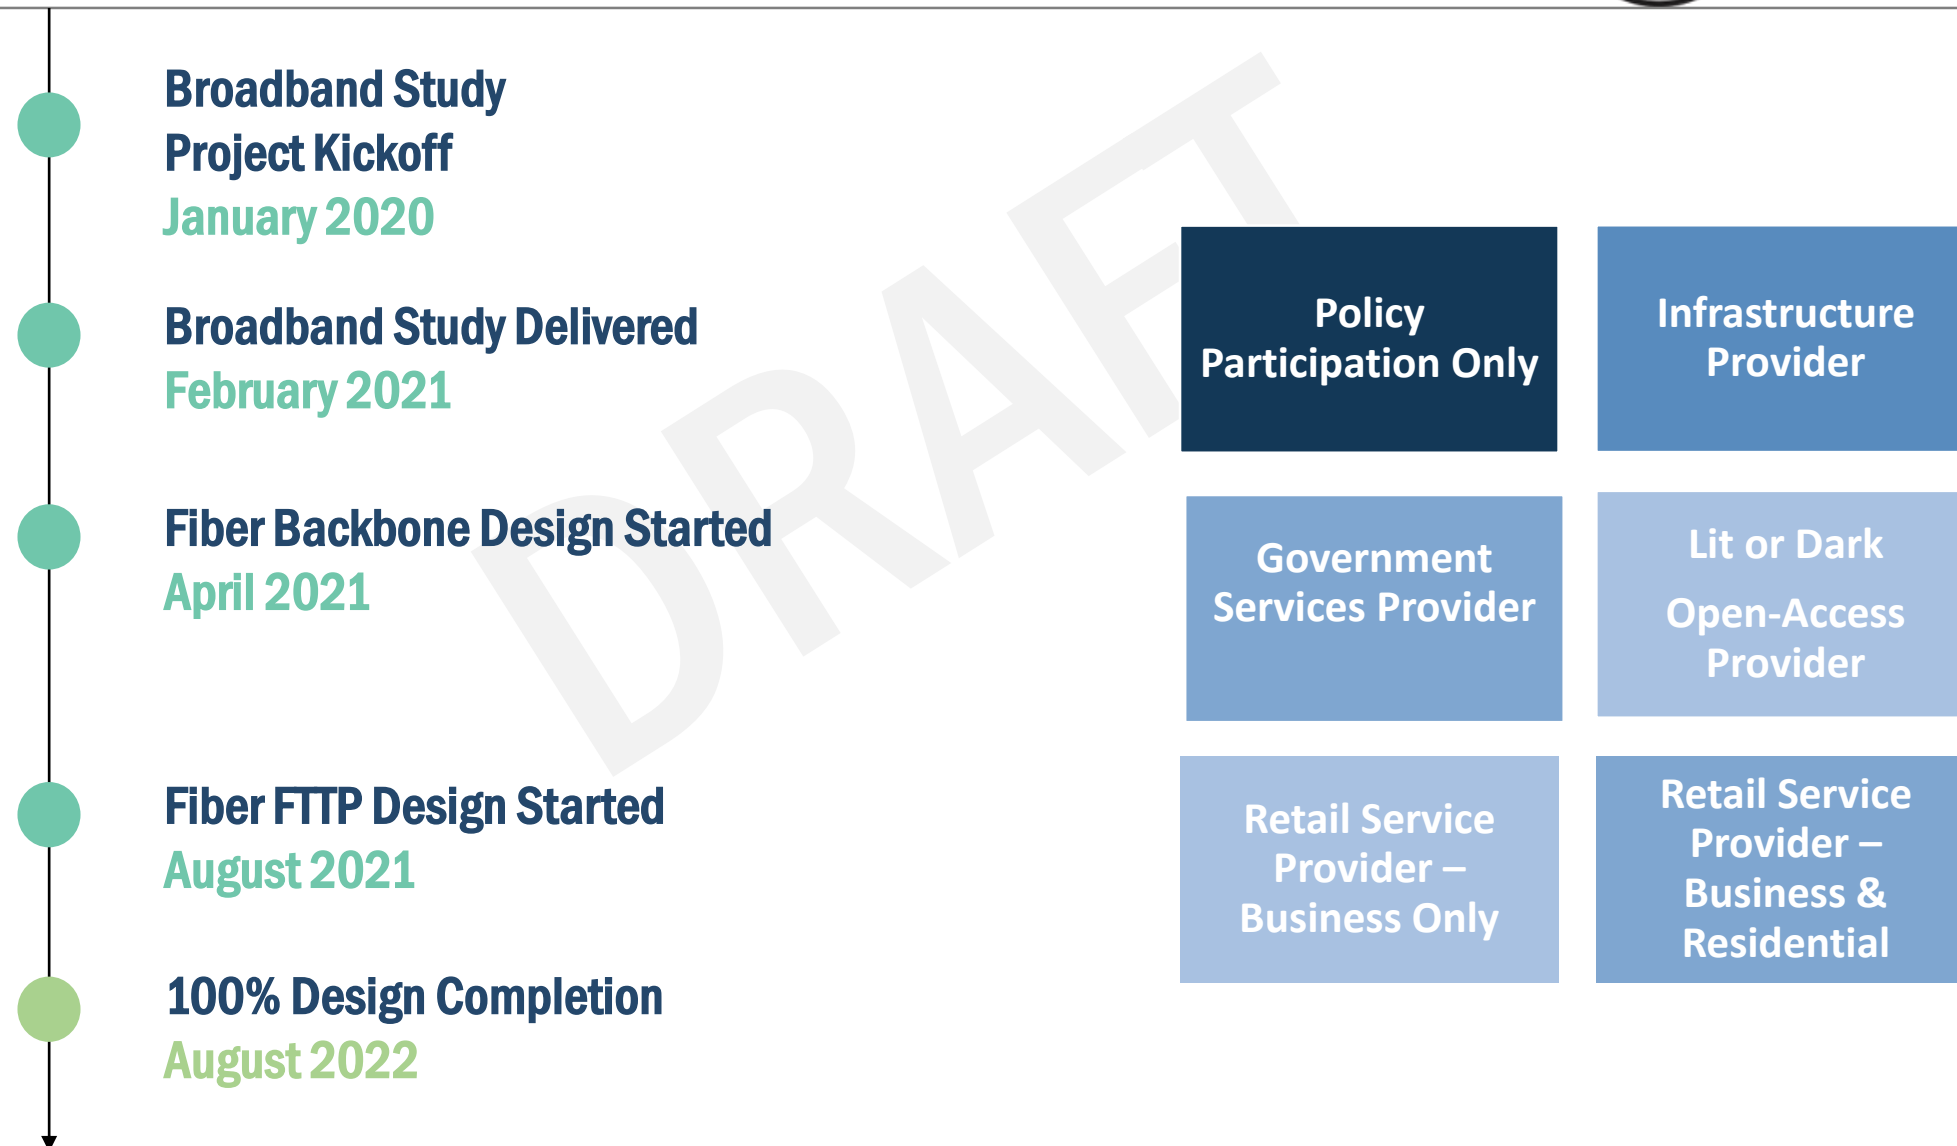 Broadband Study
Project Kickoff
January 2020
Broadband Study Delivered
February 2021
Fiber Backbone Design Started
April 2021
Fiber FTTP Design Started
August 2021
100% Design Completion
August 2022
DRAFT
Policy
Participation Only
Infrastructure
Provider
Government
Services Provider
Lit or Dark
Open-Access
Provider
Retail Service
Provider –
Business Only
Retail Service
Provider –
Business &
Residential